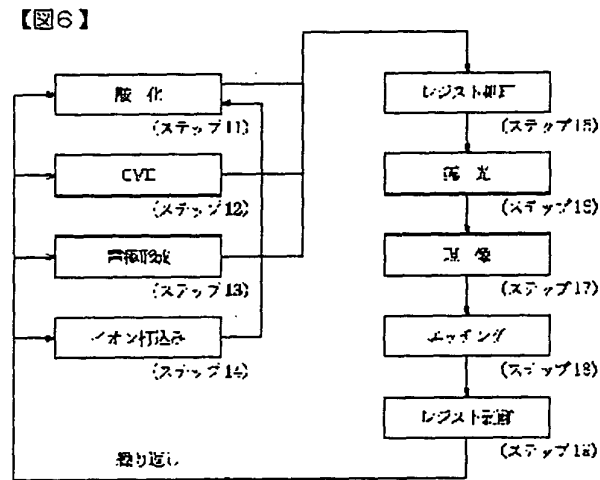 【図6】
酸 化
(ステップ11)
CVD
(ステップ12)
電極形成
(ステップ13)
イオン打込み
(ステップ14)
レジスト処理
(ステップ15)
露 光
(ステップ16)
現 像
(ステップ17)
エッチング
(ステップ18)
レジスト剥離
(ステップ19)
繰り返し